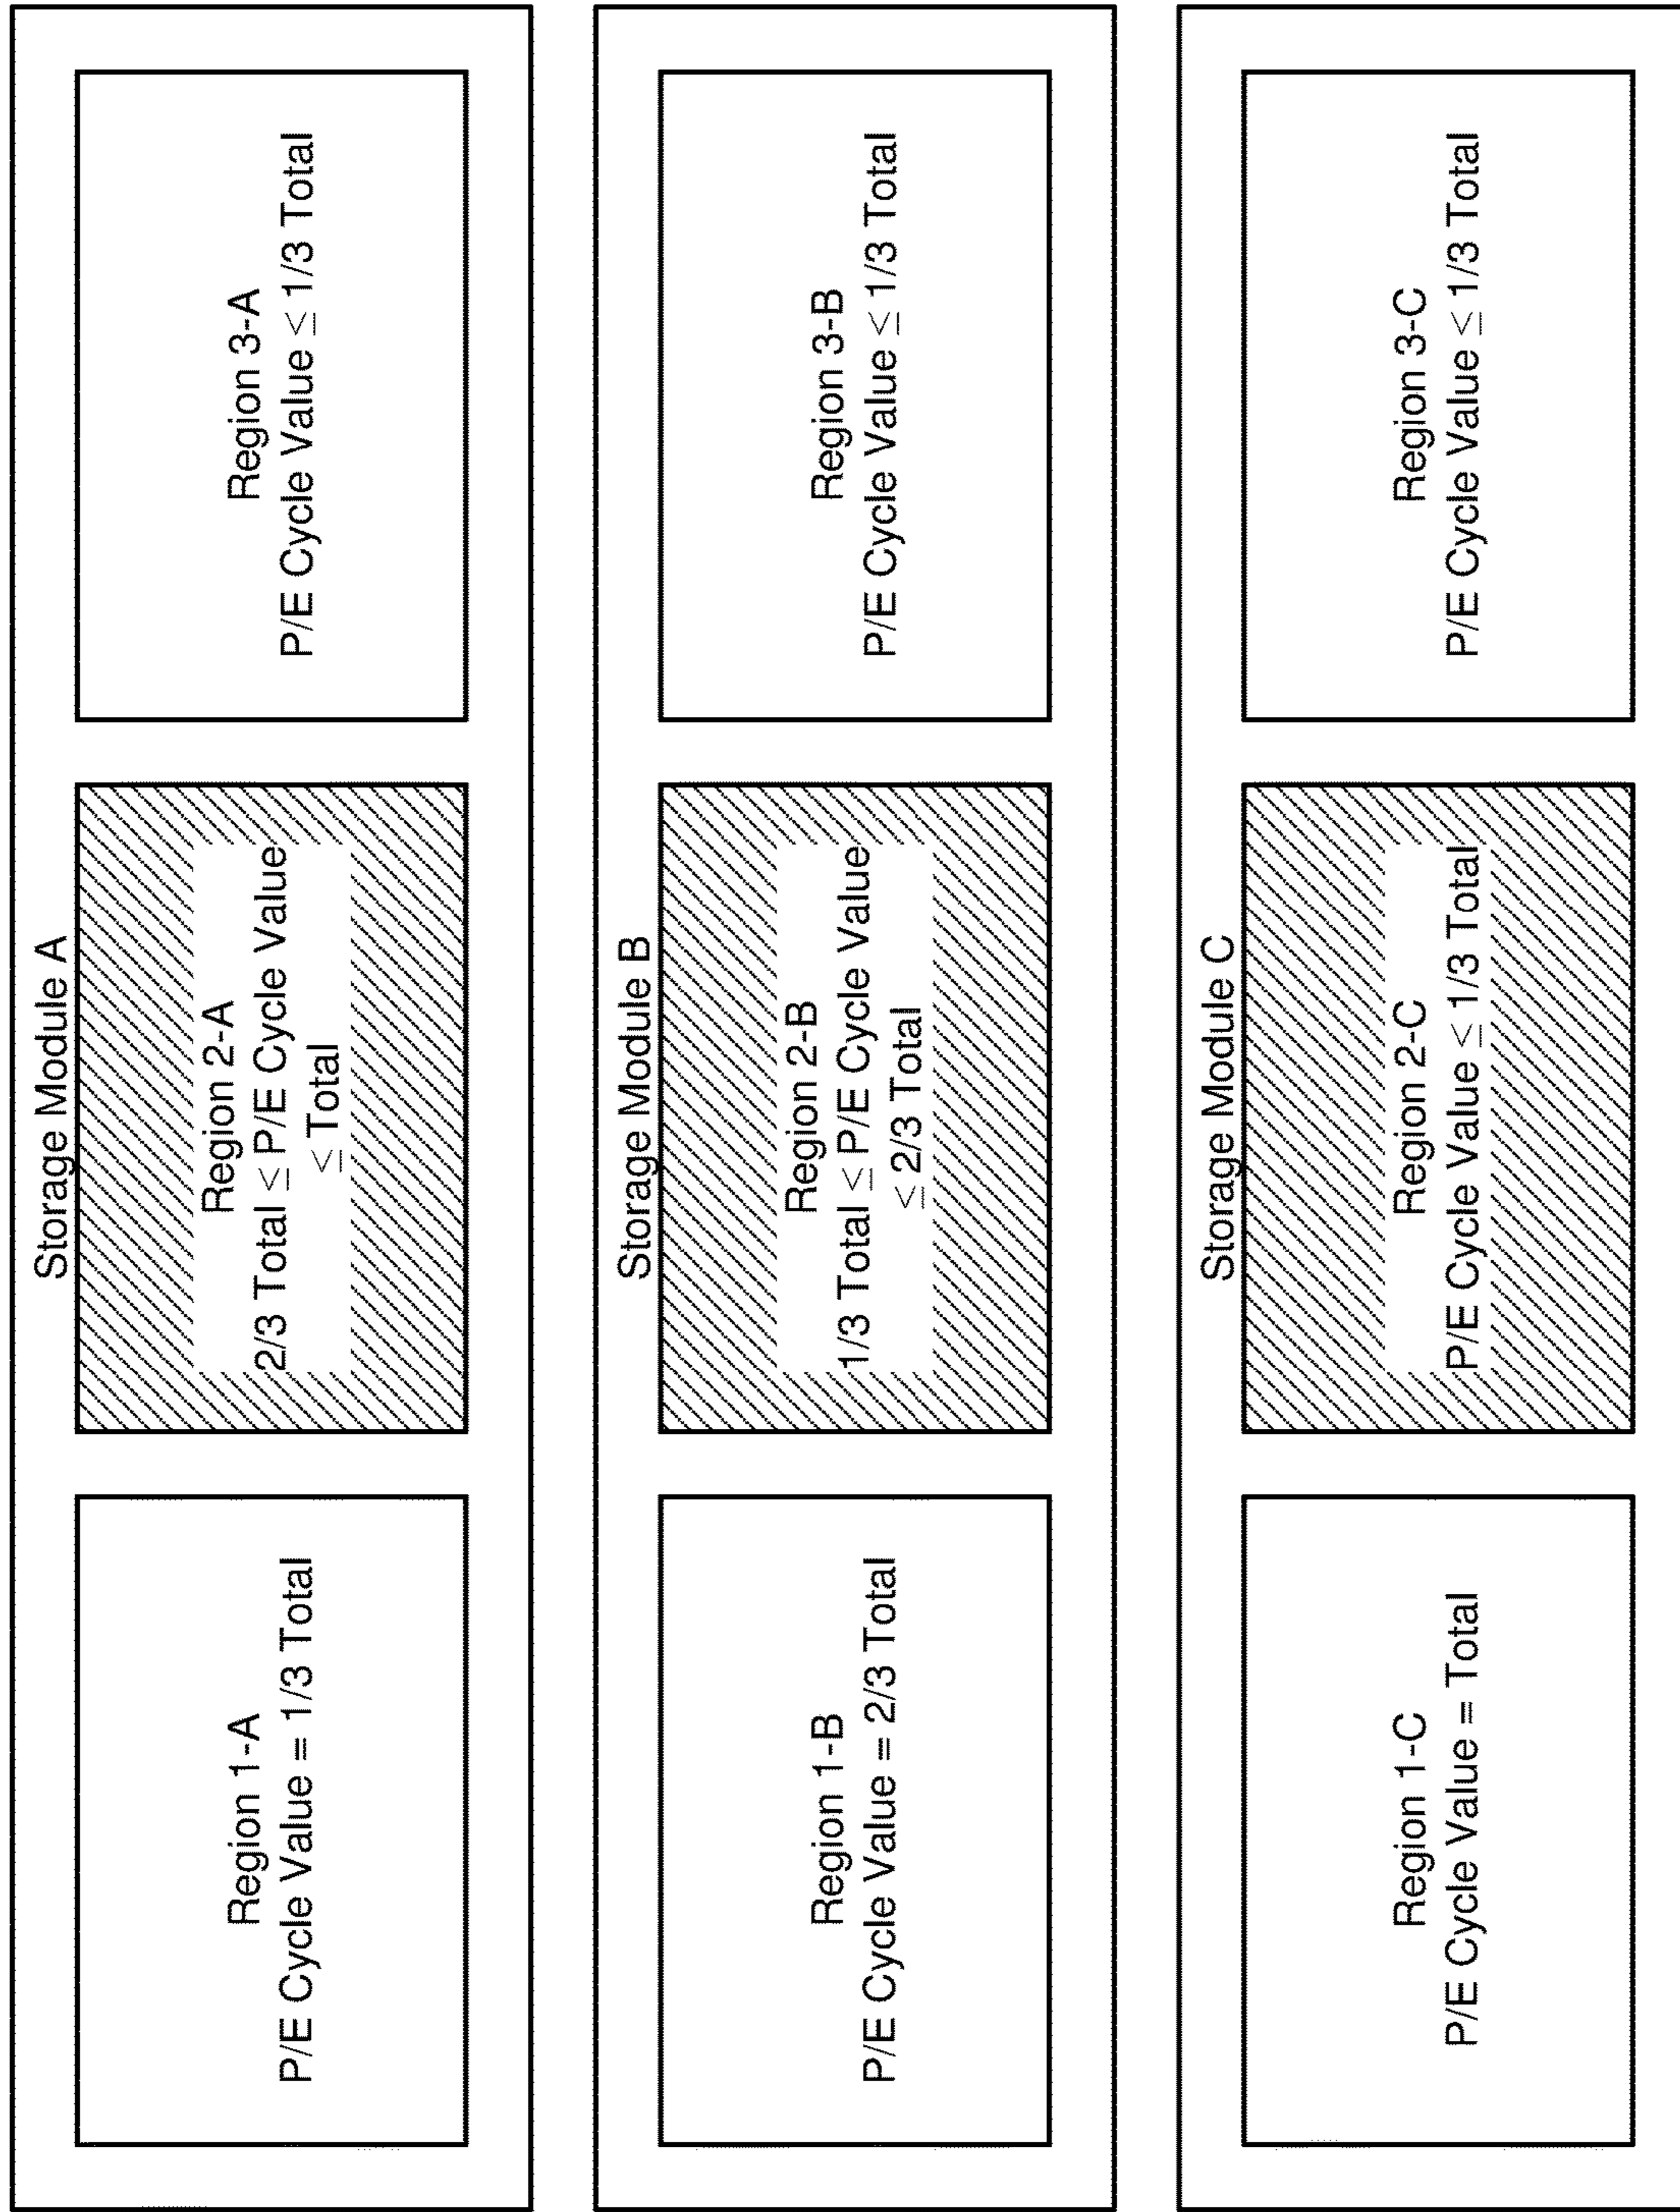 Storage Module A
Region 1-A
P/E Cycle Value = 1/3 Total
Region 2-A
2/3 Total ≤ P/E Cycle Value
≤ Total
Region 3-A
P/E Cycle Value ≤ 1/3 Total
Storage Module B
Region 1-B
P/E Cycle Value = 2/3 Total
Region 2-B
1/3 Total ≤ P/E Cycle Value
≤ 2/3 Total
Region 3-B
P/E Cycle Value ≤ 1/3 Total
Storage Module C
Region 1-C
P/E Cycle Value = Total
Region 2-C
P/E Cycle Value ≤ 1/3 Total
Region 3-C
P/E Cycle Value ≤ 1/3 Total